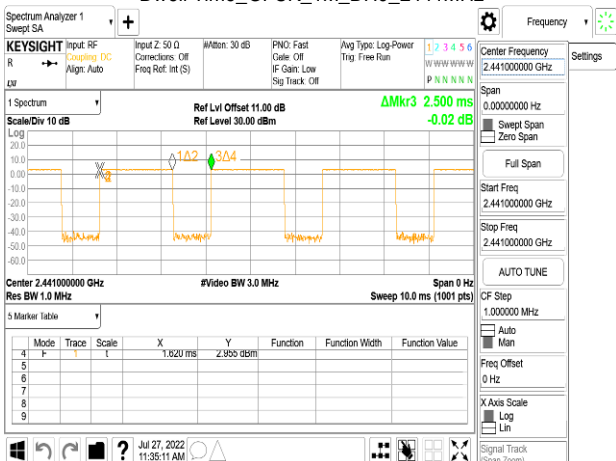 Spectrum Analyzer 1
Swept SA
Frequency
KEYSIGHT
R
Input: RF
Coupling: DC
Align: Auto
Input Z: 50 Ω
Corrections: Off
Freq Ref: Int (S)
#Atten: 30 dB
PNO: Fast
Gate: Off
IF Gain: Low
Sig Track: Off
Avg Type: Log-Power
Trig: Free Run
1 2 3 4 5 6
W W W W W W
P N N N N N
1 Spectrum
Scale/Div 10 dB
Ref Lvl Offset 11.00 dB
Ref Level 30.00 dBm
ΔMkr3 2.500 ms
-0.02 dB
Log
20.0
10.0
0.00
-10.0
-20.0
-30.0
-40.0
-50.0
-60.0
1Δ2
3Δ4
Center 2.441000000 GHz
Res BW 1.0 MHz
#Video BW 3.0 MHz
Span 0 Hz
Sweep 10.0 ms (1001 pts)
5 Marker Table
Mode Trace Scale X Y Function Function Width Function Value
4 F 1 t 1.620 ms 2.955 dBm
5
6
7
8
9
Jul 27, 2022
11:35:11 AM
Center Frequency
2.441000000 GHz
Settings
Span
0.00000000 Hz
Swept Span
Zero Span
Full Span
Start Freq
2.441000000 GHz
Stop Freq
2.441000000 GHz
AUTO TUNE
CF Step
1.000000 MHz
Auto
Man
Freq Offset
0 Hz
X Axis Scale
Log
Lin
Signal Track
(Span Zoom)